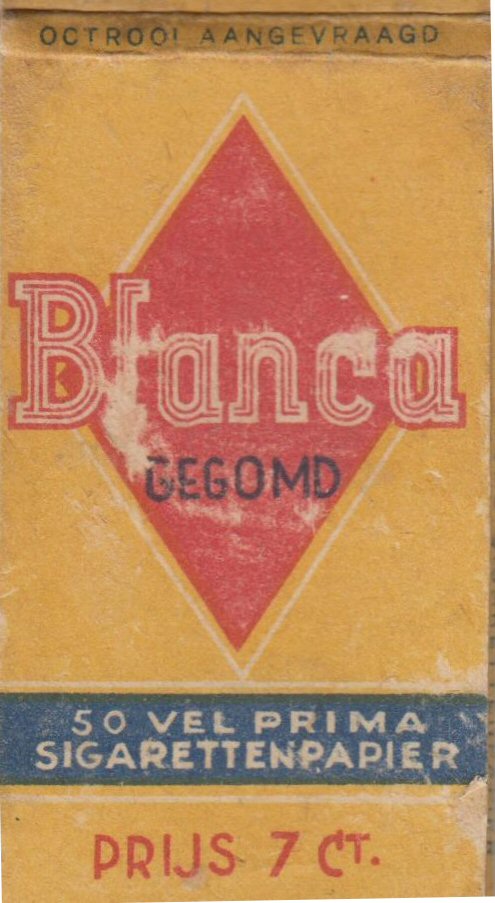 OCTROOI AANGEVRAAGD
Blanca
GEGOMD
50 VEL PRIMA
SIGARETTENPAPIER
PRIJS 7 CT.